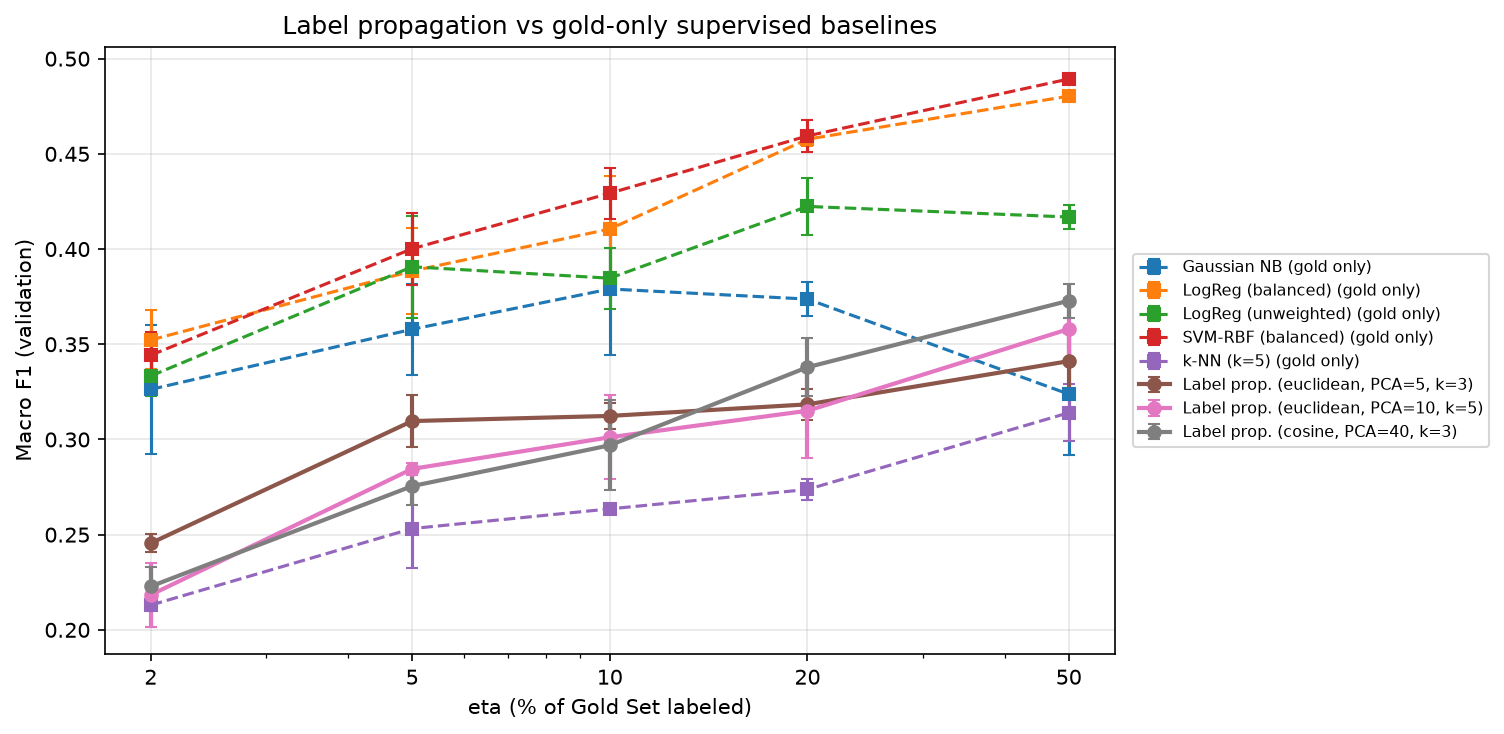 Label propagation vs gold-only supervised baselines
0.50
0.45
0.40
0.35
0.30
0.25
0.20
Macro F1 (validation)
2
5
10
20
50
eta (% of Gold Set labeled)
Gaussian NB (gold only)
LogReg (balanced) (gold only)
LogReg (unweighted) (gold only)
SVM-RBF (balanced) (gold only)
k-NN (k=5) (gold only)
Label prop. (euclidean, PCA=5, k=3)
Label prop. (euclidean, PCA=10, k=5)
Label prop. (cosine, PCA=40, k=3)